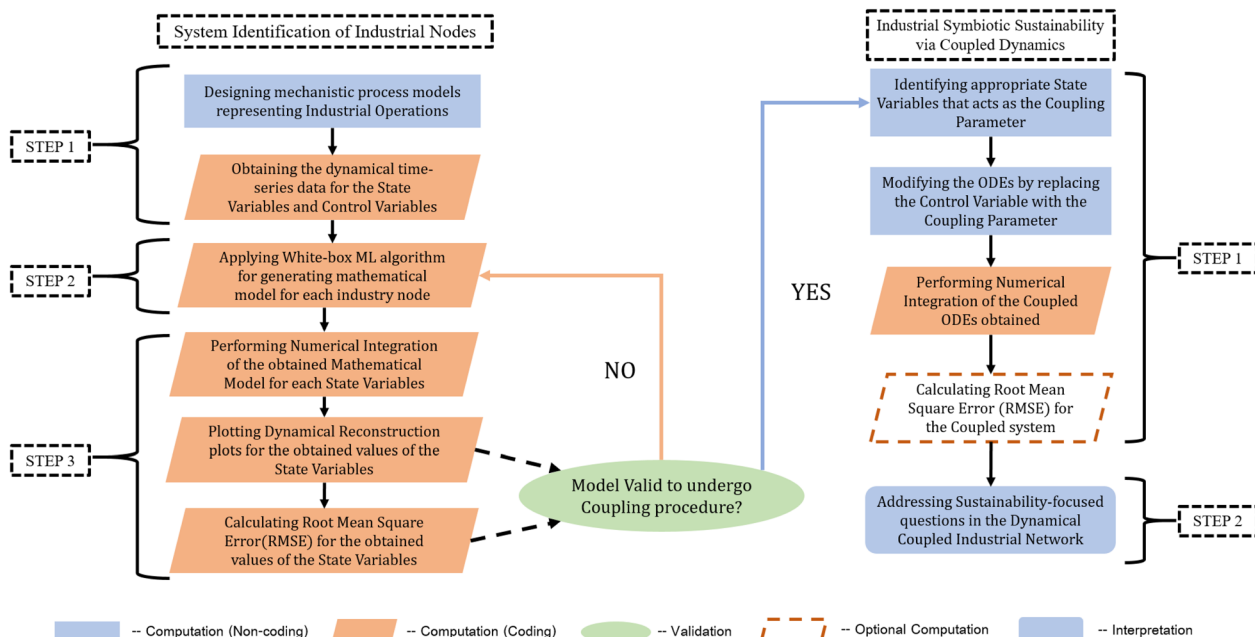 System Identification of Industrial Nodes
STEP 1
Designing mechistic process models
representing Industrial Operations
Obtaining the dynamical time-
series data for the State
Variables and Control Variables
STEP 2
Applying White-box ML algorithm
for generating mathematical
model for each industry node
STEP 3
Performing Numerical Integration
of the obtained Mathematical
Model for each State Variables
Plotting Dynamical Reconstruction
plots for the obtained values of the
State Variables
Calculating Root Mean Square
Error(RMSE) for the obtained
values of the State Variables
NO
Model Valid to undergo
Coupling procedure?
YES
Industrial Symbiotic Sustainability
via Coupled Dynamics
Identifying appropriate State
Variables that acts as the Coupling
Parameter
Modifying the ODEs by replacing
the Control Variable with the
Coupling Parameter
Performing Numerical
Integration of the Coupled
ODEs obtained
Calculating Root Mean
Square Error (RMSE) for
the Coupled system
STEP 1
Addressing Sustainability-focused
questions in the Dynamical
Coupled Industrial Network
STEP 2
-- Computation (Non-coding)
-- Computation (Coding)
-- Validation
-- Optional Computation
-- Interpretation